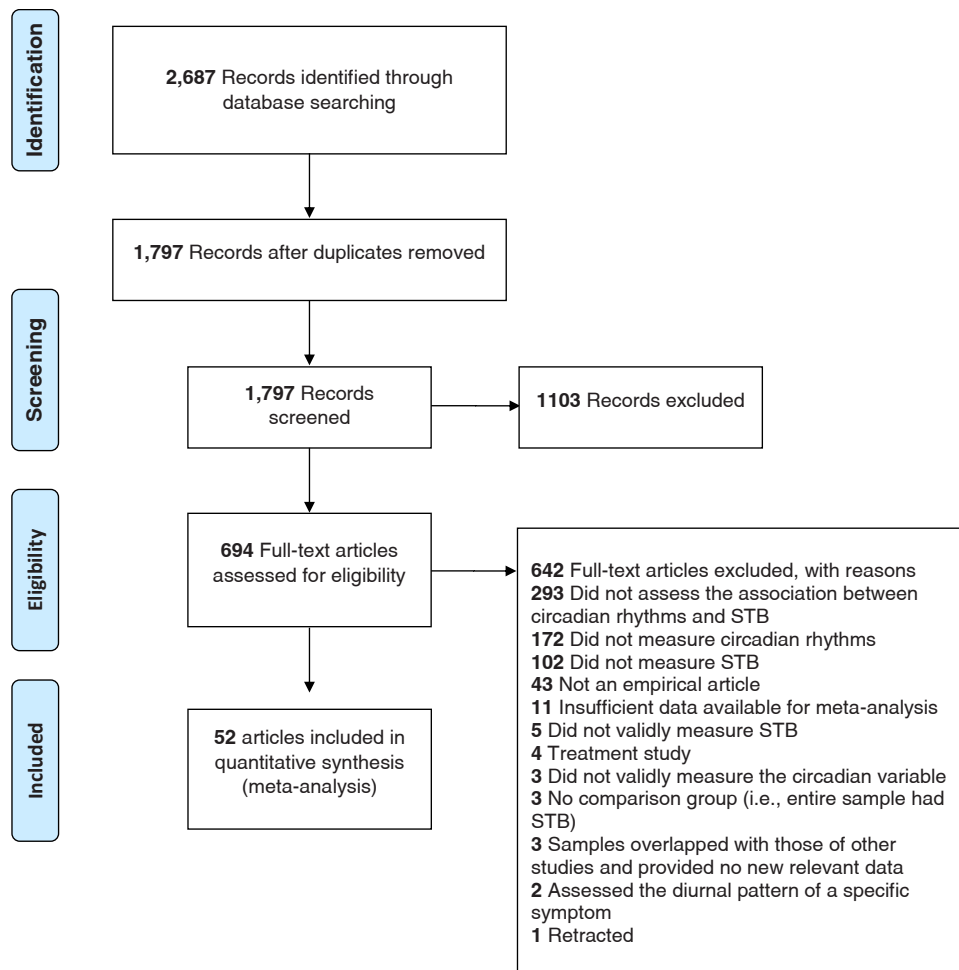 Identification
2,687 Records identified through
database searching
1,797 Records after duplicates removed
Screening
1,797 Records
screened
1103 Records excluded
Eligibility
694 Full-text articles
assessed for eligibility
642 Full-text articles excluded, with reasons
293 Did not assess the association between
circadian rhythms and STB
172 Did not measure circadian rhythms
102 Did not measure STB
43 Not an empirical article
11 Insufficient data available for meta-analysis
5 Did not validly measure STB
4 Treatment study
3 Did not validly measure the circadian variable
3 No comparison group (i.e., entire sample had
STB)
3 Samples overlapped with those of other
studies and provided no new relevant data
2 Assessed the diurnal pattern of a specific
symptom
1 Retracted
Included
52 articles included in
quantitative synthesis
(meta-analysis)